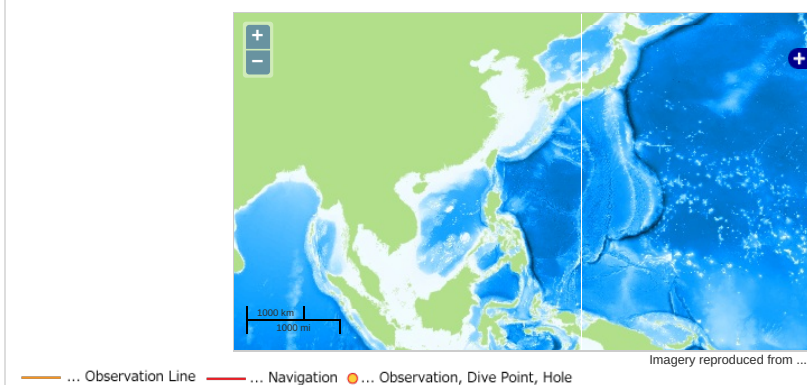 +
−
+
1000 km
1000 mi
Imagery reproduced from ...
... Observation Line ... Navigation ... Observation, Dive Point, Hole